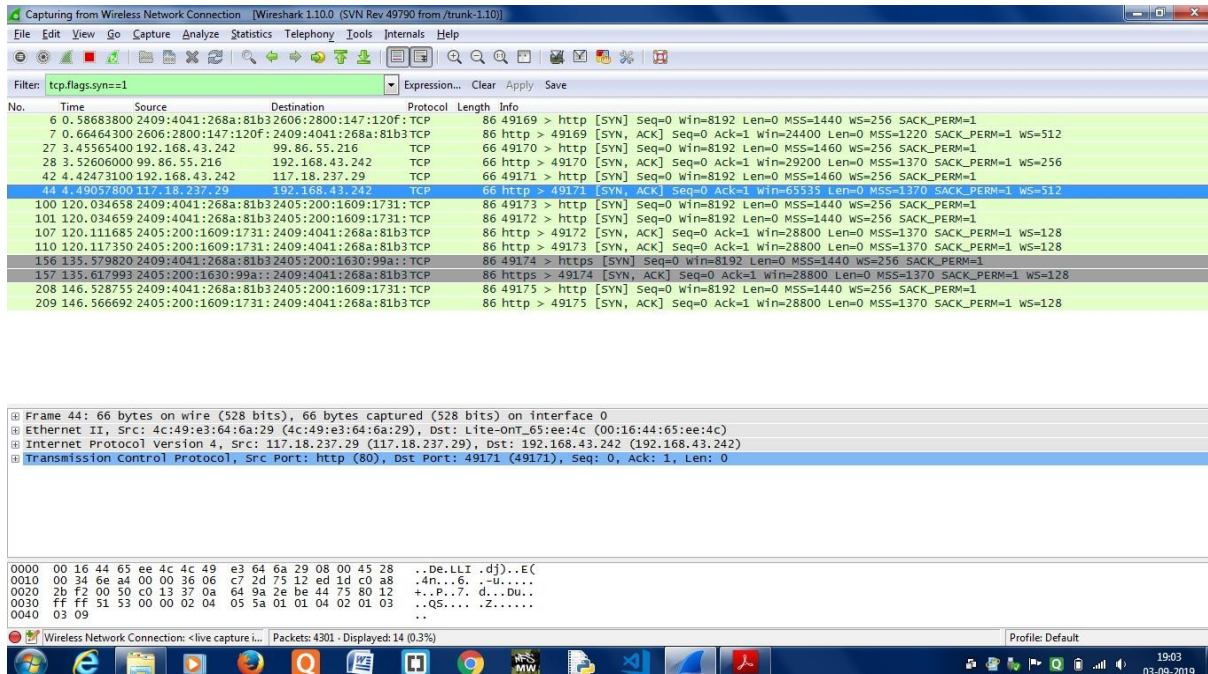 Capturing from Wireless Network Connection [Wireshark 1.10.0 (SVN Rev 49790 from /trunk-1.10)]
File Edit View Go Capture Analyze Statistics Telephony Tools Internals Help
Filter: tcp.flags.syn==1 Expression... Clear Apply Save
No. Time Source Destination Protocol Length Info
6 0.58683800 2409:4041:268a:81b3 2606:2800:147:120f: TCP 86 49169 > http [SYN] Seq=0 Win=8192 Len=0 MSS=1440 WS=256 SACK_PERM=1
7 0.66464300 2606:2800:147:120f: 2409:4041:268a:81b3 TCP 86 http > 49169 [SYN, ACK] Seq=0 Ack=1 Win=24400 Len=0 MSS=1220 SACK_PERM=1 WS=512
27 3.45565400 192.168.43.242 99.86.55.216 TCP 66 49170 > http [SYN] Seq=0 Win=8192 Len=0 MSS=1460 WS=256 SACK_PERM=1
28 3.52606000 99.86.55.216 192.168.43.242 TCP 66 http > 49170 [SYN, ACK] Seq=0 Ack=1 Win=29200 Len=0 MSS=1370 SACK_PERM=1 WS=256
42 4.42473100 192.168.43.242 117.18.237.29 TCP 66 49171 > http [SYN] Seq=0 Win=8192 Len=0 MSS=1460 WS=256 SACK_PERM=1
44 4.49057800 117.18.237.29 192.168.43.242 TCP 66 http > 49171 [SYN, ACK] Seq=0 Ack=1 Win=65535 Len=0 MSS=1370 SACK_PERM=1 WS=512
100 120.034658 2409:4041:268a:81b3 2405:200:1609:1731: TCP 86 49173 > http [SYN] Seq=0 Win=8192 Len=0 MSS=1440 WS=256 SACK_PERM=1
101 120.034659 2409:4041:268a:81b3 2405:200:1609:1731: TCP 86 49172 > http [SYN] Seq=0 Win=8192 Len=0 MSS=1440 WS=256 SACK_PERM=1
107 120.111685 2405:200:1609:1731: 2409:4041:268a:81b3 TCP 86 http > 49172 [SYN, ACK] Seq=0 Ack=1 Win=28800 Len=0 MSS=1370 SACK_PERM=1 WS=128
110 120.117350 2405:200:1609:1731: 2409:4041:268a:81b3 TCP 86 http > 49173 [SYN, ACK] Seq=0 Ack=1 Win=28800 Len=0 MSS=1370 SACK_PERM=1 WS=128
156 135.579820 2409:4041:268a:81b3 2405:200:1630:99a:: TCP 86 49174 > https [SYN] Seq=0 Win=8192 Len=0 MSS=1440 WS=256 SACK_PERM=1
157 135.617993 2405:200:1630:99a:: 2409:4041:268a:81b3 TCP 86 https > 49174 [SYN, ACK] Seq=0 Ack=1 Win=28800 Len=0 MSS=1370 SACK_PERM=1 WS=128
208 146.528755 2409:4041:268a:81b3 2405:200:1609:1731: TCP 86 49175 > http [SYN] Seq=0 Win=8192 Len=0 MSS=1440 WS=256 SACK_PERM=1
209 146.566692 2405:200:1609:1731: 2409:4041:268a:81b3 TCP 86 http > 49175 [SYN, ACK] Seq=0 Ack=1 Win=28800 Len=0 MSS=1370 SACK_PERM=1 WS=128
Frame 44: 66 bytes on wire (528 bits), 66 bytes captured (528 bits) on interface 0
Ethernet II, Src: 4c:49:e3:64:6a:29 (4c:49:e3:64:6a:29), Dst: Lite-OnT_65:ee:4c (00:16:44:65:ee:4c)
Internet Protocol Version 4, Src: 117.18.237.29 (117.18.237.29), Dst: 192.168.43.242 (192.168.43.242)
Transmission Control Protocol, Src Port: http (80), Dst Port: 49171 (49171), Seq: 0, Ack: 1, Len: 0
0000 00 16 44 65 ee 4c 4c 49 e3 64 6a 29 08 00 45 28 ..De.LLI .dj)..E(
0010 00 34 6e a4 00 00 36 06 c7 2d 75 12 ed 1d c0 a8 .4n...6. .-u.....
0020 2b f2 00 50 c0 13 37 0a 64 9a 2e be 44 75 80 12 +..P..7. d...Du..
0030 ff ff 51 53 00 00 02 04 05 5a 01 01 04 02 01 03 ..QS.... .Z......
0040 03 09 ..
Wireless Network Connection: <live capture i... Packets: 4301 · Displayed: 14 (0.3%) Profile: Default
19:03
03-09-2019